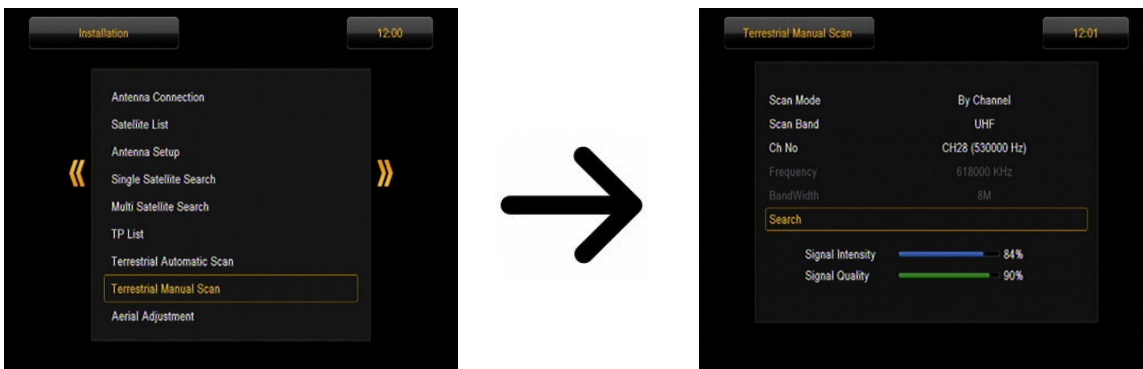 Installation 12:00
Antenna Connection
Satellite List
Antenna Setup
Single Satellite Search
Multi Satellite Search
TP List
Terrestrial Automatic Scan
Terrestrial Manual Scan
Aerial Adjustment
Terrestrial Manual Scan 12:01
Scan Mode By Channel
Scan Band UHF
Ch No CH28 (530000 Hz)
Frequency 618000 KHz
BandWidth 8M
Search
Signal Intensity 84%
Signal Quality 90%